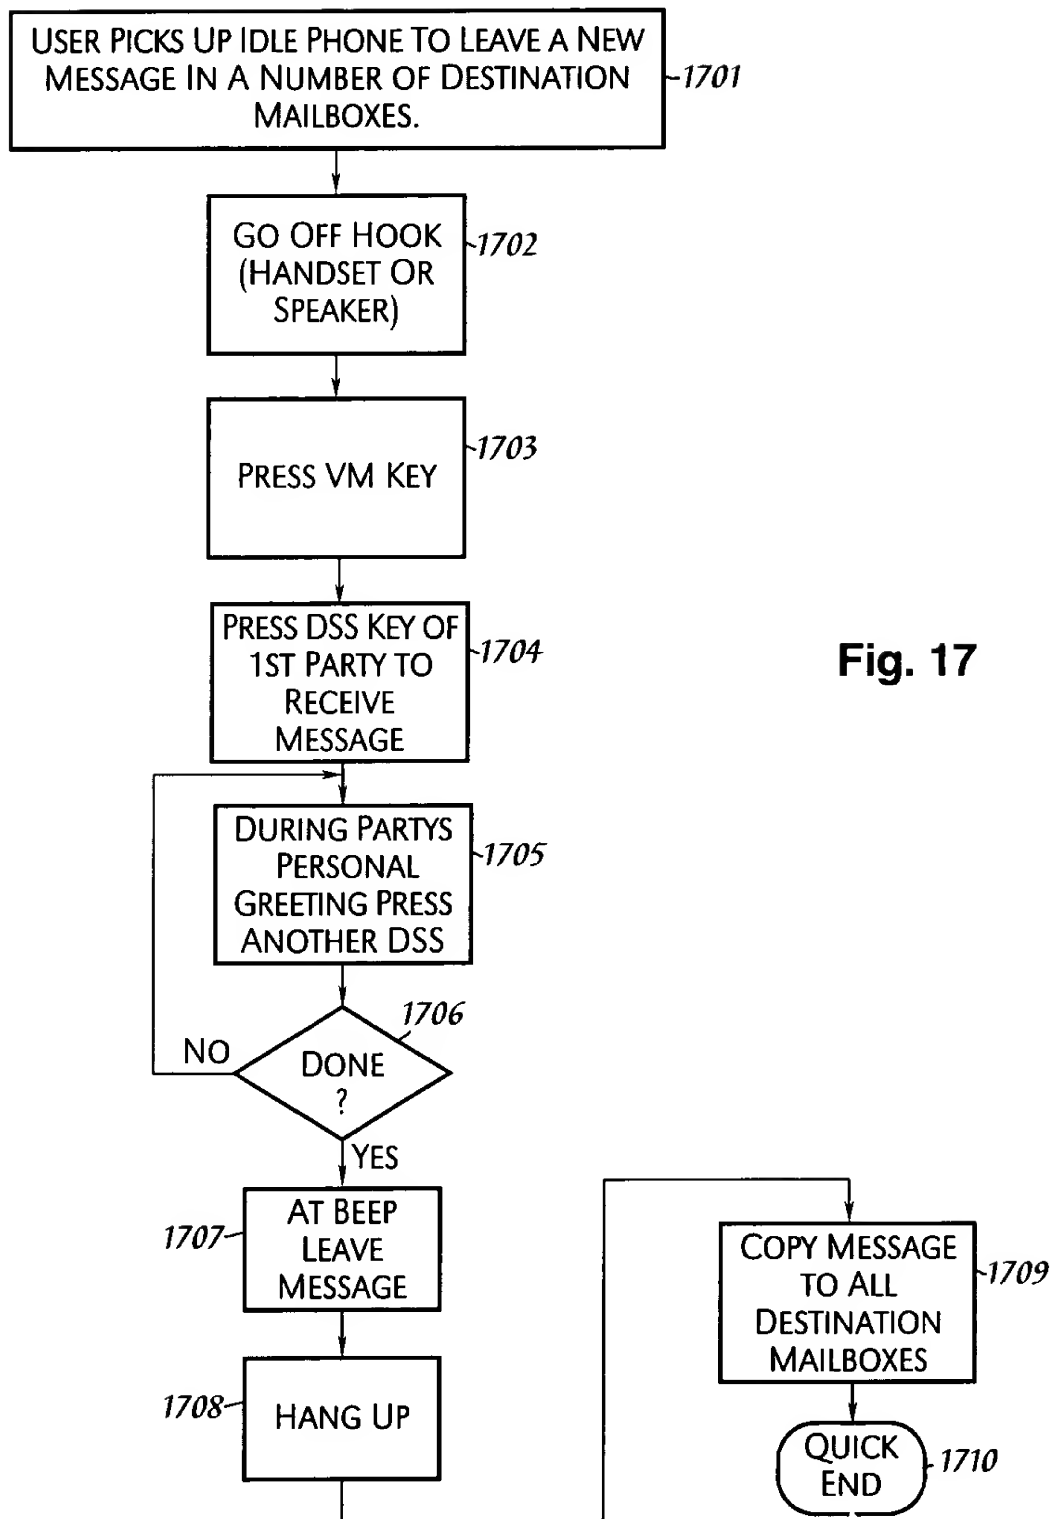 USER PICKS UP IDLE PHONE TO LEAVE A NEW
MESSAGE IN A NUMBER OF DESTINATION
MAILBOXES.
1701
GO OFF HOOK
(HANDSET OR
SPEAKER)
1702
PRESS VM KEY
1703
PRESS DSS KEY OF
1ST PARTY TO
RECEIVE
MESSAGE
1704
Fig. 17
DURING PARTYS
PERSONAL
GREETING PRESS
ANOTHER DSS
1705
1706
NO
DONE
?
YES
AT BEEP
LEAVE
MESSAGE
1707
HANG UP
1708
COPY MESSAGE
TO ALL
DESTINATION
MAILBOXES
1709
QUICK
END
1710